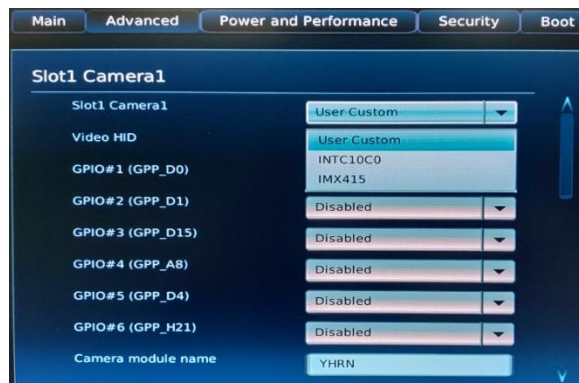 Main Advanced Power and Performance Security Boot
Slot1 Camera1
Slot1 Camera1 User Custom
Video HID User Custom
INTC10C0
GPIO#1 (GPP_D0)
IMX415
GPIO#2 (GPP_D1) Disabled
GPIO#3 (GPP_D15) Disabled
GPIO#4 (GPP_A8) Disabled
GPIO#5 (GPP_D4) Disabled
GPIO#6 (GPP_H21) Disabled
Camera module name YHRN